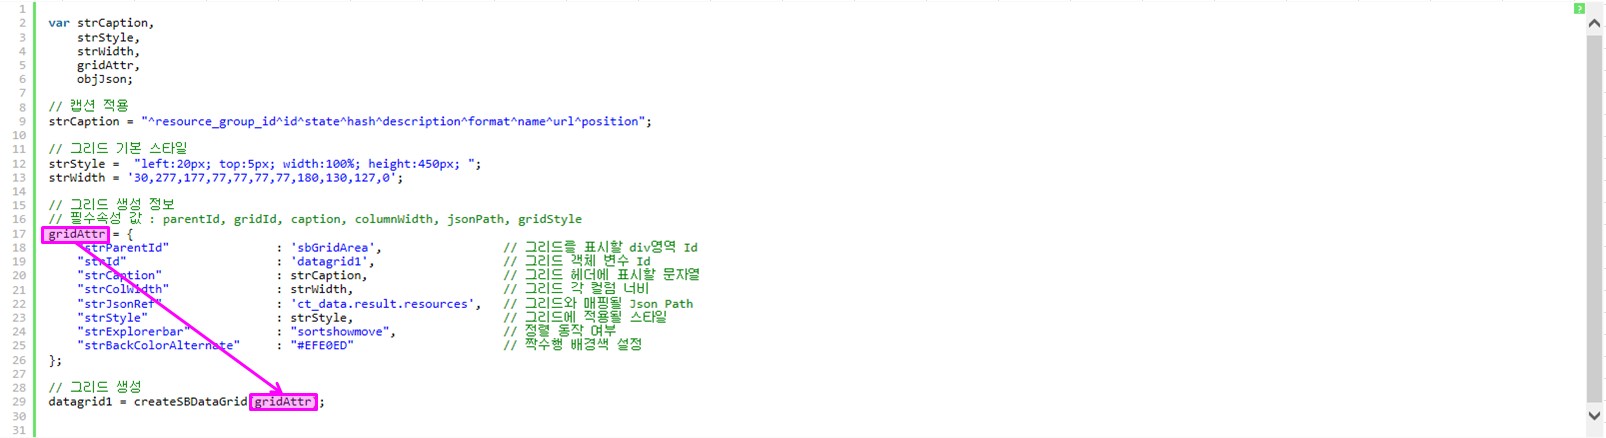 1
2 var strCaption,
3 strStyle,
4 strWidth,
5 gridAttr,
6 objJson;
7
8 // 캡션 적용
9 strCaption = "^resource_group_id^id^state^hash^description^format^name^url^position";
10
11 // 그리드 기본 스타일
12 strStyle = "left:20px; top:5px; width:100%; height:450px; ";
13 strWidth = '30,277,177,77,77,77,77,180,130,127,0';
14
15 // 그리드 생성 정보
16 // 필수속성 값 : parentId, gridId, caption, columnWidth, jsonPath, gridStyle
17 gridAttr = {
18 "strParentId" : 'sbGridArea', // 그리드를 표시할 div영역 Id
19 "strId" : 'datagrid1', // 그리드 객체 변수 Id
20 "strCaption" : strCaption, // 그리드 헤더에 표시할 문자열
21 "strColWidth" : strWidth, // 그리드 각 컬럼 너비
22 "strJsonRef" : 'ct_data.result.resources', // 그리드와 매핑될 Json Path
23 "strStyle" : strStyle, // 그리드에 적용될 스타일
24 "strExplorerbar" : "sortshowmove", // 정렬 동작 여부
25 "strBackColorAlternate" : "#EFE0ED" // 짝수행 배경색 설정
26 };
27
28 // 그리드 생성
29 datagrid1 = createSBDataGrid gridAttr ;
30
31
?